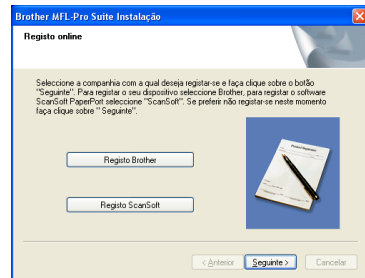 Brother MFL-Pro Suite Instalação
Registo online
Seleccione a companhia com a qual deseja registar-se e faça clique sobre o botão
"Seguinte". Para registar o seu dispositivo seleccione Brother, para registar o software
ScanSoft PaperPort seleccione "ScanSoft". Se preferir não registar-se neste momento
faça clique sobre " Seguinte".
Registo Brother
Registo ScanSoft
< Anterior
Seguinte >
Cancelar